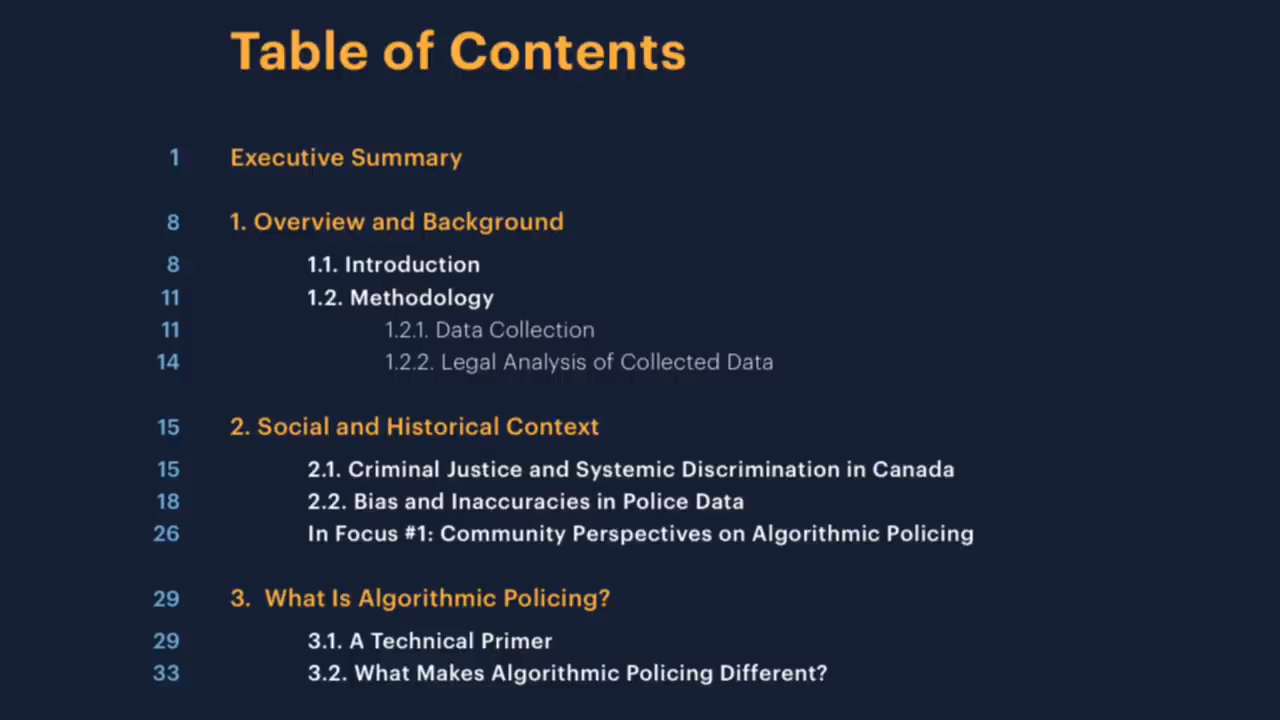 Table of Contents
1 Executive Summary
8 1. Overview and Background
8 1.1. Introduction
11 1.2. Methodology
11 1.2.1. Data Collection
14 1.2.2. Legal Analysis of Collected Data
15 2. Social and Historical Context
15 2.1. Criminal Justice and Systemic Discrimination in Canada
18 2.2. Bias and Inaccuracies in Police Data
26 In Focus #1: Community Perspectives on Algorithmic Policing
29 3. What Is Algorithmic Policing?
29 3.1. A Technical Primer
33 3.2. What Makes Algorithmic Policing Different?